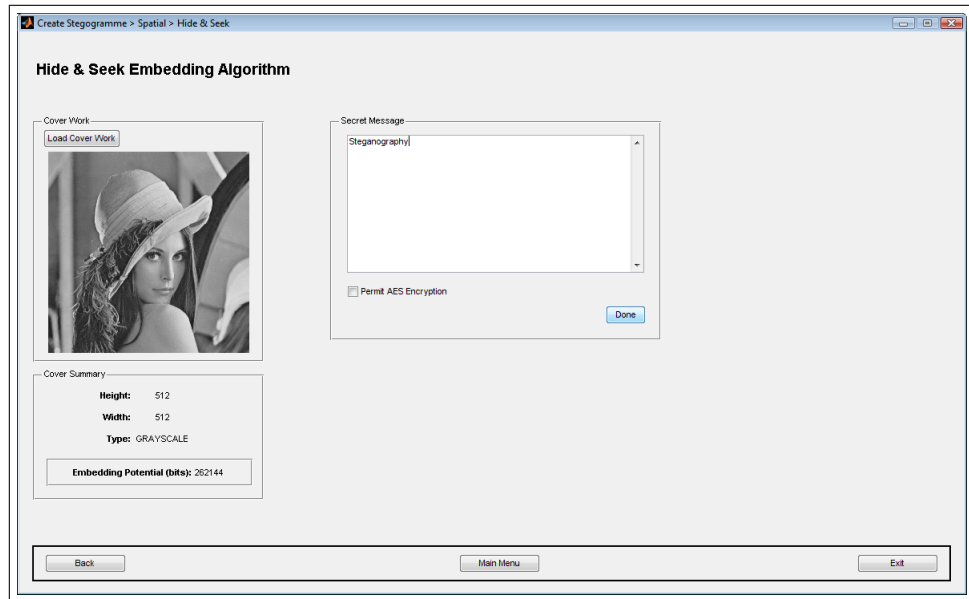 Create Stegogramme > Spatial > Hide & Seek
Hide & Seek Embedding Algorithm
Cover Work
Load Cover Work
Secret Message
Steganography
Permit AES Encryption
Done
Cover Summary
Height: 512
Width: 512
Type: GRAYSCALE
Embedding Potential (bits): 262144
Back
Main Menu
Exit